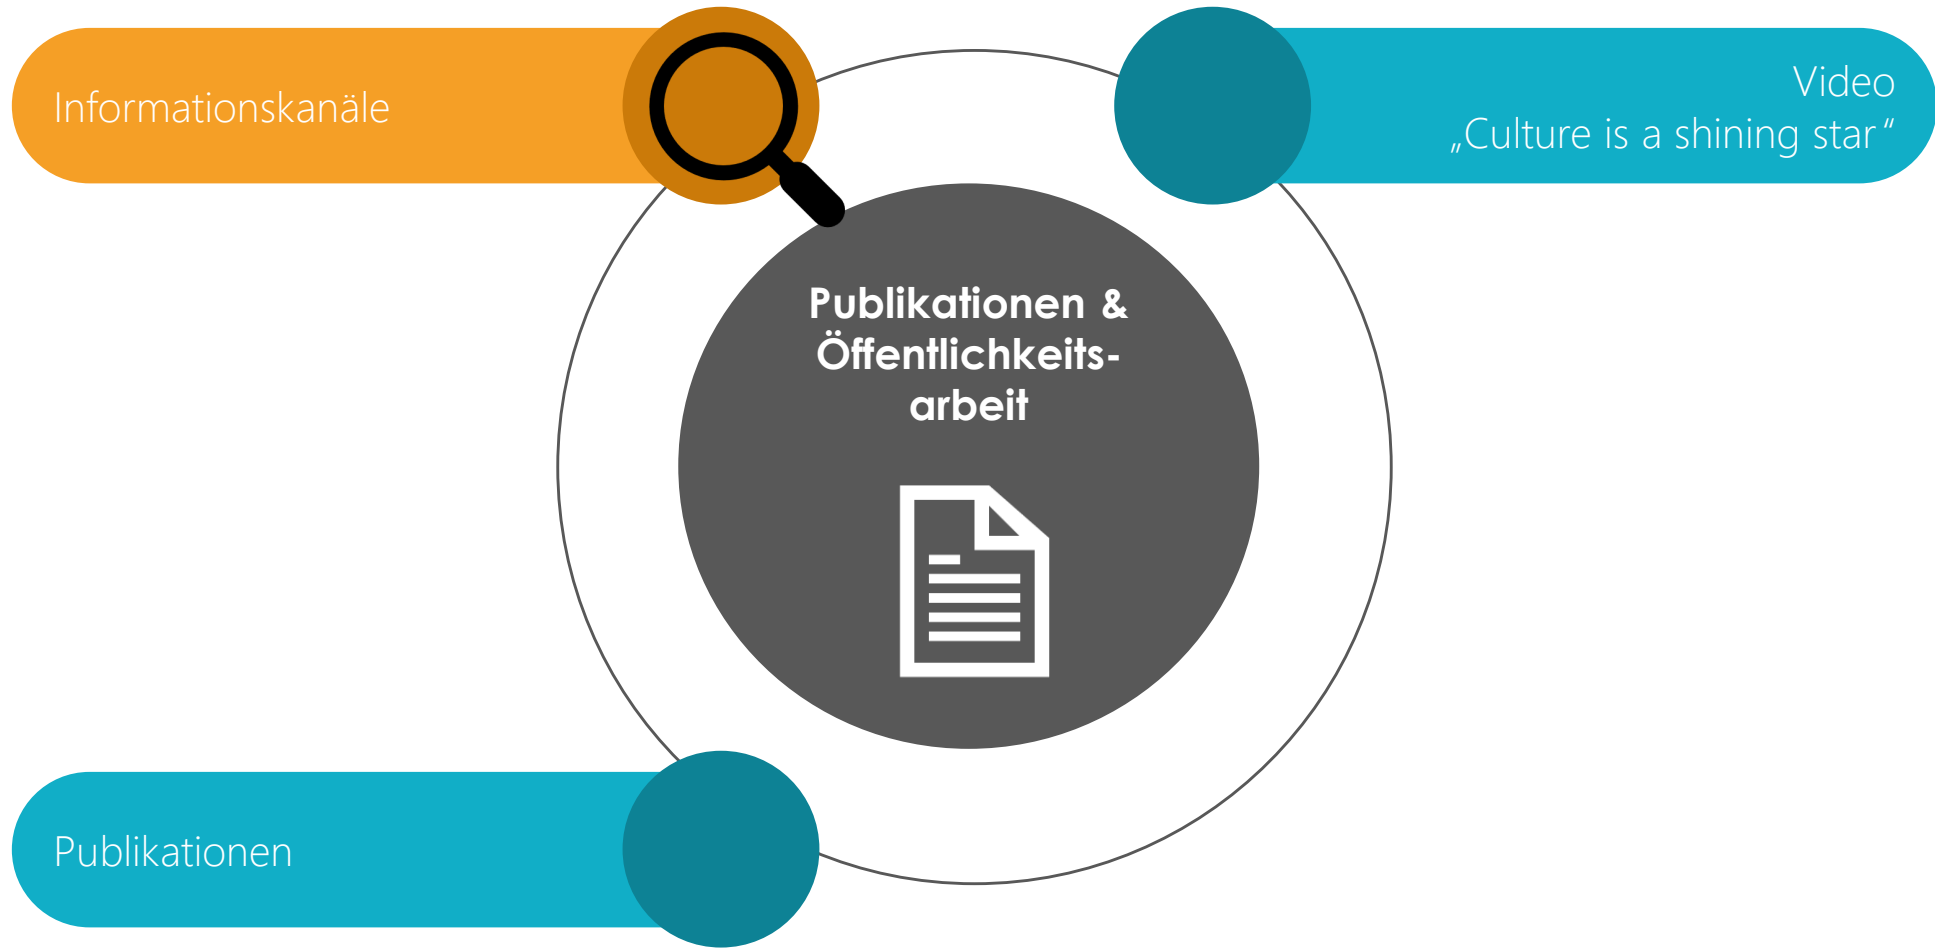 Informationskanäle
Video
„Culture is a shining star“
Publikationen &
Öffentlichkeits-
arbeit
Publikationen